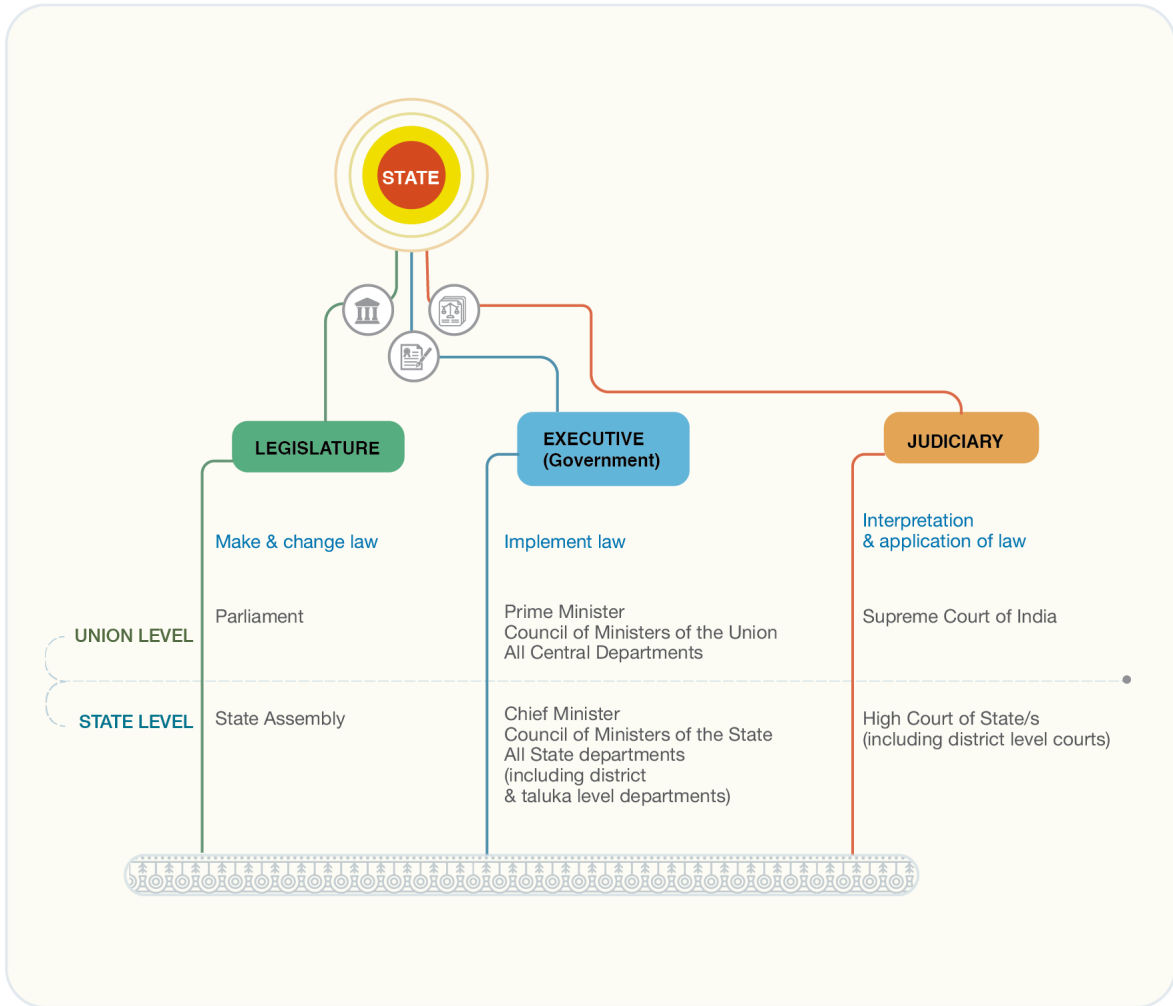 STATE
LEGISLATURE
EXECUTIVE
(Government)
JUDICIARY
Make & change law
Implement law
Interpretation
& application of law
UNION LEVEL
Parliament
Prime Minister
Council of Ministers of the Union
All Central Departments
Supreme Court of India
STATE LEVEL
State Assembly
Chief Minister
Council of Ministers of the State
All State departments
(including district
& taluka level departments)
High Court of State/s
(including district level courts)